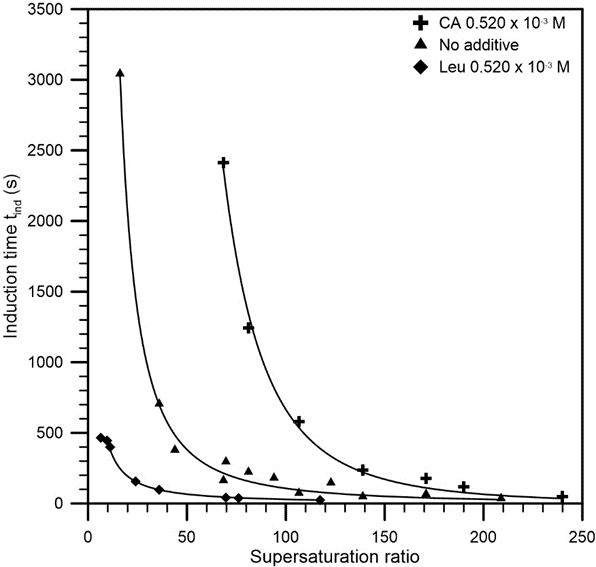 3500
3000
2500
2000
1500
1000
500
0
Induction time t_ind (s)
CA 0.520 x 10⁻³ M
No additive
Leu 0.520 x 10⁻³ M
0 50 100 150 200 250
Supersaturation ratio